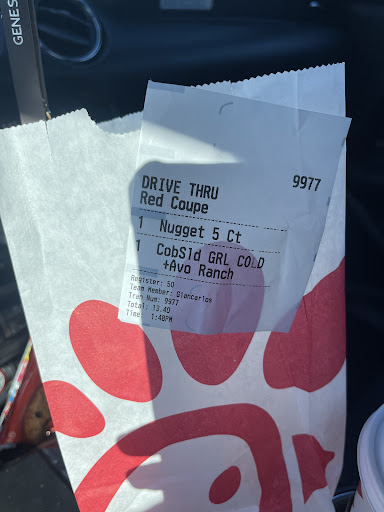 GENES
DRIVE THRU 9977
Red Coupe
1 Nugget 5 Ct
1 CobSld GRL COLD
+Avo Ranch
Register: 50
Team Member: Giancarlos
Tran Num: 9977
Total: 13.40
Time: 1:48PM